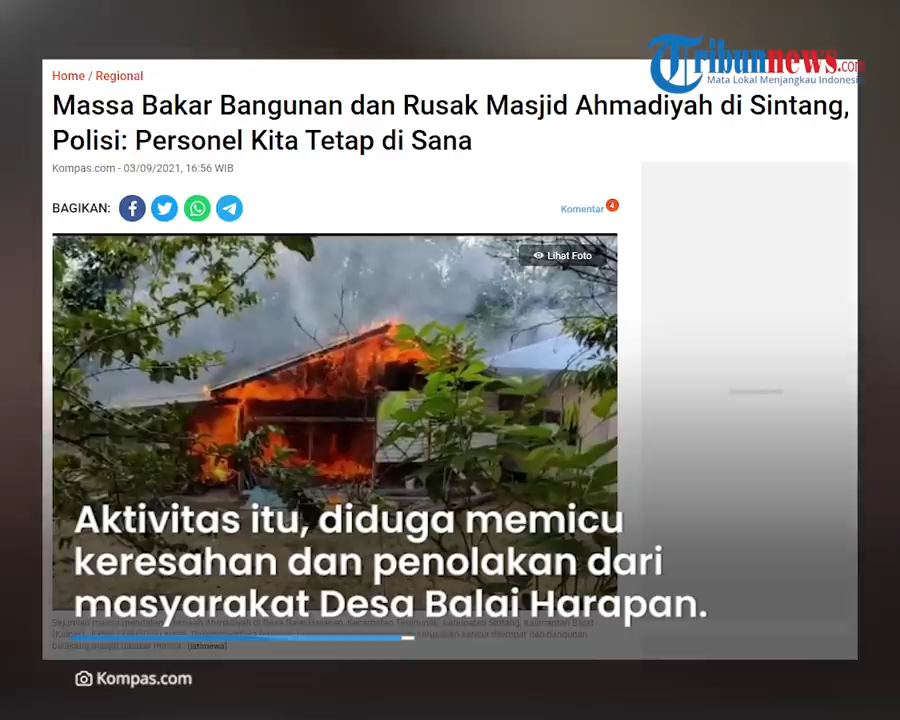 Tribunnews.com
Mata Lokal Menjangkau Indonesia
Home / Regional
Massa Bakar Bangunan dan Rusak Masjid Ahmadiyah di Sintang,
Polisi: Personel Kita Tetap di Sana
Kompas.com - 03/09/2021, 16:56 WIB
BAGIKAN:
Komentar 4
Lihat Foto
Aktivitas itu, diduga memicu
keresahan dan penolakan dari
masyarakat Desa Balai Harapan.
(istimewa)
Kompas.com